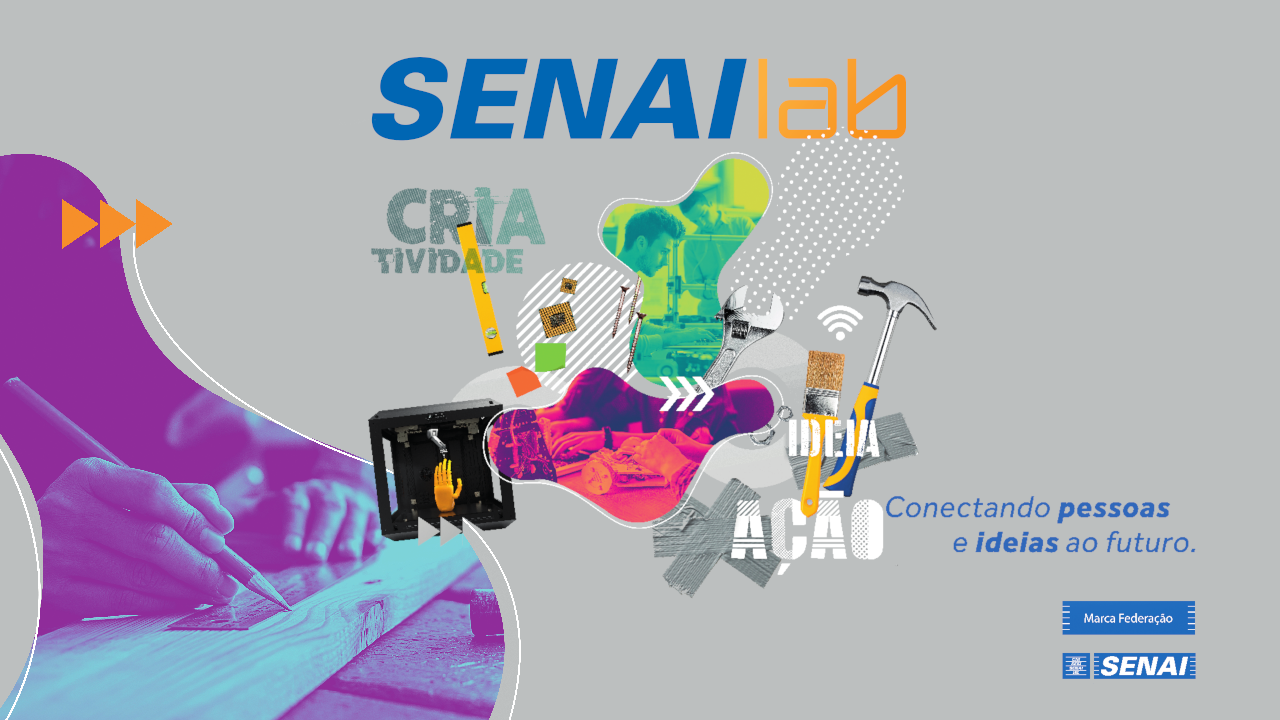 SENAI lab
CRIA
TIVIDADE
IDEIA
AÇÃO
Conectando pessoas
e ideias ao futuro.
Marca Federação
SENAI